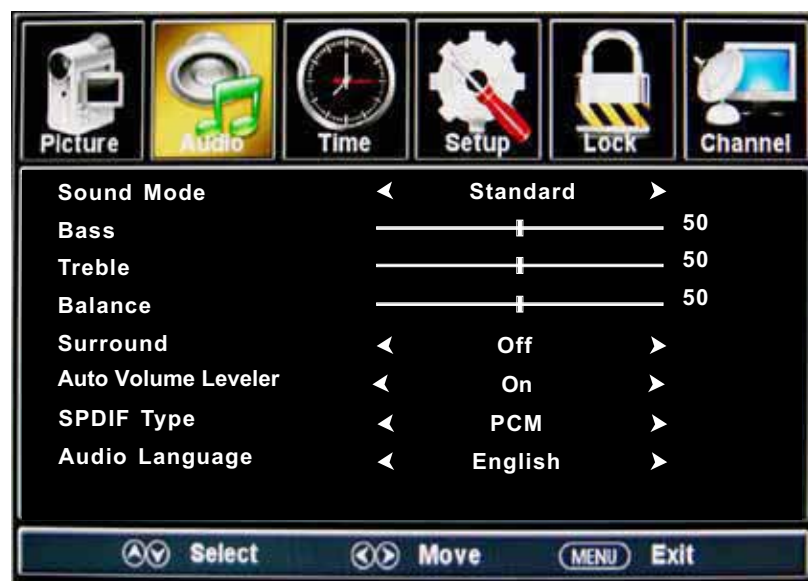 Picture Audio Time Setup Lock Channel
Sound Mode Standard
Bass 50
Treble 50
Balance 50
Surround Off
Auto Volume Leveler On
SPDIF Type PCM
Audio Language English
Select Move MENU Exit